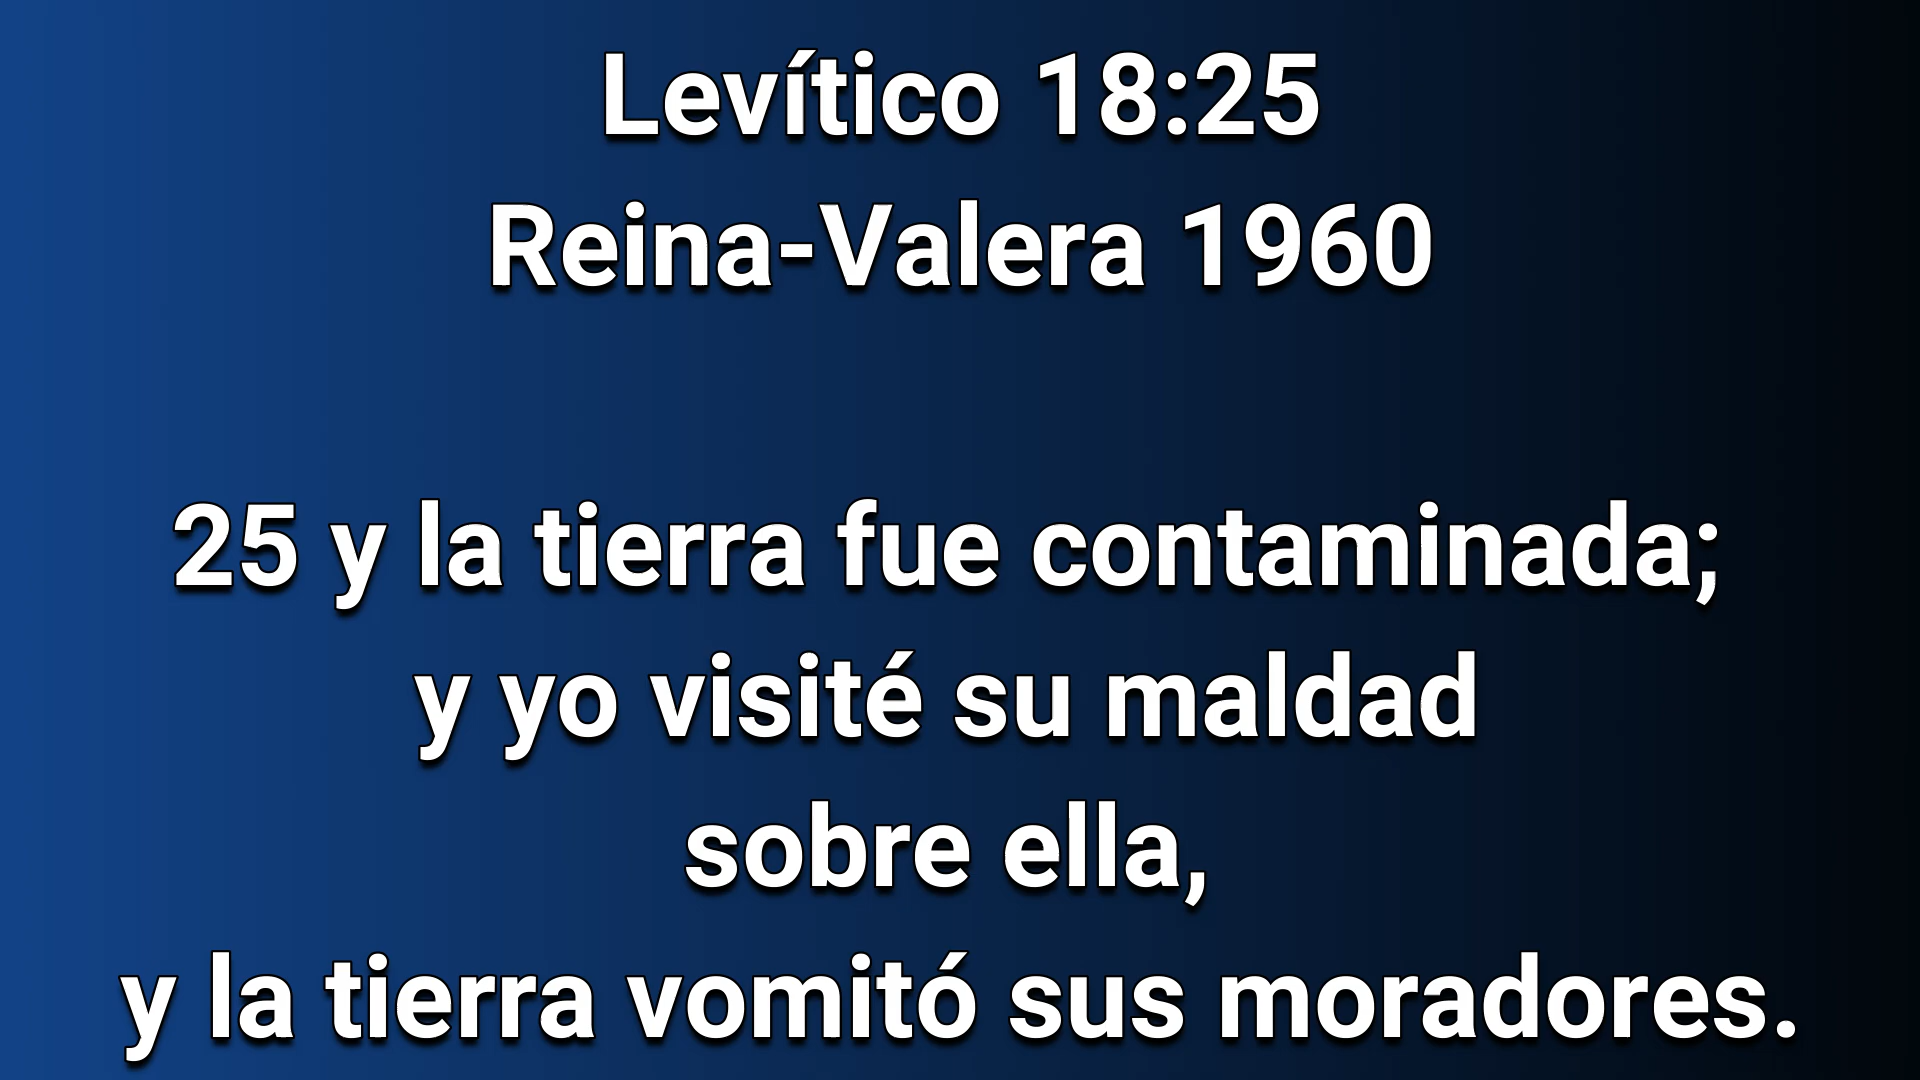 Levítico 18:25
Reina-Valera 1960
25 y la tierra fue contaminada;
y yo visité su maldad
sobre ella,
y la tierra vomitó sus moradores.